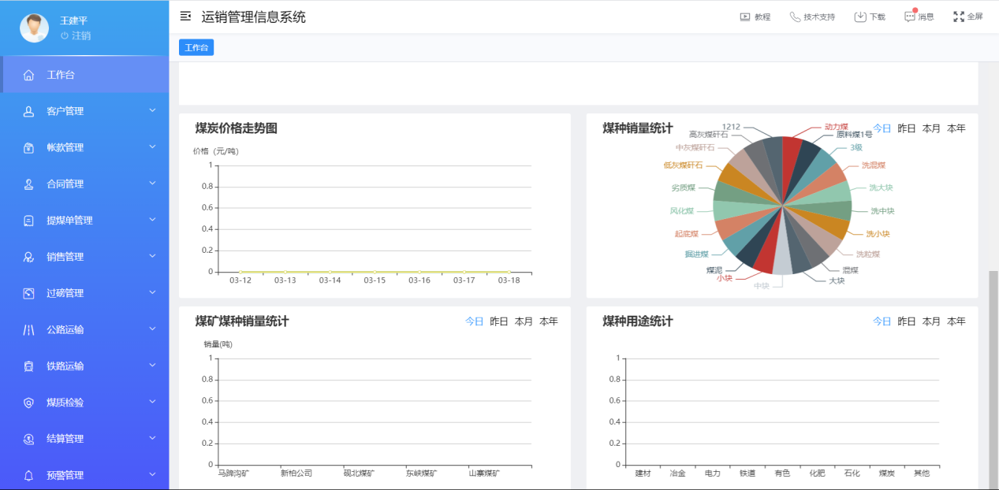 王建平
注销
工作台
客户管理
帐款管理
合同管理
提煤单管理
销售管理
过磅管理
公路运输
铁路运输
煤质检验
结算管理
预警管理
运销管理信息系统
教程 技术支持 下载 消息 全屏
工作台
煤炭价格走势图
价格（元/吨)
1
0.8
0.6
0.4
0.2
0
03-12 03-13 03-14 03-15 03-16 03-17 03-18
煤种销量统计
今日 昨日 本月 本年
1212
高灰煤矸石
中灰煤矸石
低灰煤矸石
劣质煤
风化煤
起底煤
掘进煤
煤泥
小块
中块
动力煤
原料煤1号
3级
洗混煤
洗大块
洗中块
洗小块
洗粒煤
混煤
大块
煤矿煤种销量统计
今日 昨日 本月 本年
销量(吨)
1
0.8
0.6
0.4
0.2
0
马蹄沟矿 新柏公司 砚北煤矿 东峡煤矿 山寨煤矿
煤种用途统计
今日 昨日 本月 本年
1
0.8
0.6
0.4
0.2
0
建材 冶金 电力 铁道 有色 化肥 石化 煤炭 其他